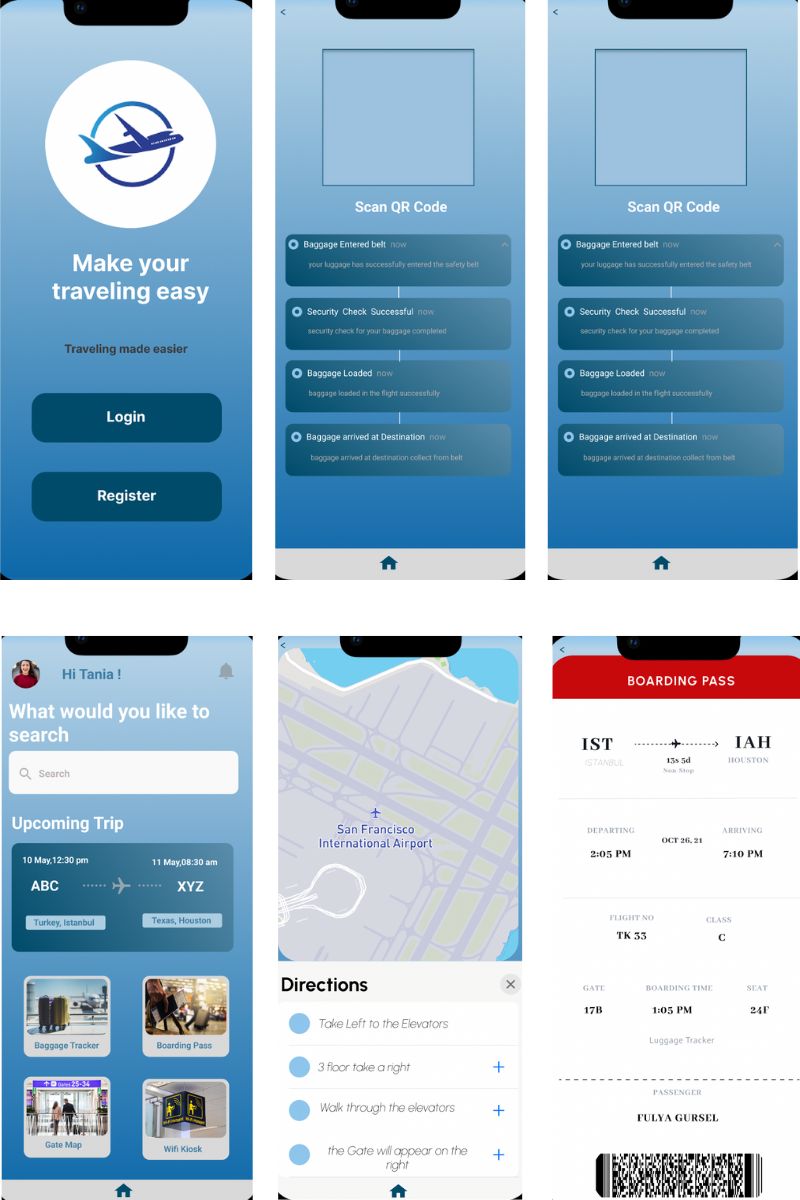 Make your
traveling easy
Traveling made easier
Login
Register
<
Scan QR Code
Baggage Entered belt now
your luggage has successfully entered the safety belt
Security Check Successful now
security check for your baggage completed
Baggage Loaded now
baggage loaded in the flight successfully
Baggage arrived at Destination now
baggage arrived at destination collect from belt
<
Scan QR Code
Baggage Entered belt now
your luggage has successfully entered the safety belt
Security Check Successful now
security check for your baggage completed
Baggage Loaded now
baggage loaded in the flight successfully
Baggage arrived at Destination now
baggage arrived at destination collect from belt
Hi Tania !
What would you like to
search
Search
Upcoming Trip
10 May,12:30 pm 11 May,08:30 am
ABC XYZ
Turkey, Istanbul Texas, Houston
Baggage Tracker Boarding Pass
Gates 25-34
Gate Map Wifi Kiosk
<
San Francisco
International Airport
Directions
Take Left to the Elevators
3 floor take a right
Walk through the elevators
the Gate will appear on the
right
<
BOARDING PASS
IST IAH
ISTANBUL 13s 5d HOUSTON
Non-Stop
DEPARTING OCT 26, 21 ARRIVING
2:05 PM 7:10 PM
FLIGHT NO CLASS
TK 33 C
GATE BOARDING TIME SEAT
17B 1:05 PM 24F
Luggage Tracker
PASSENGER
FULYA GURSEL